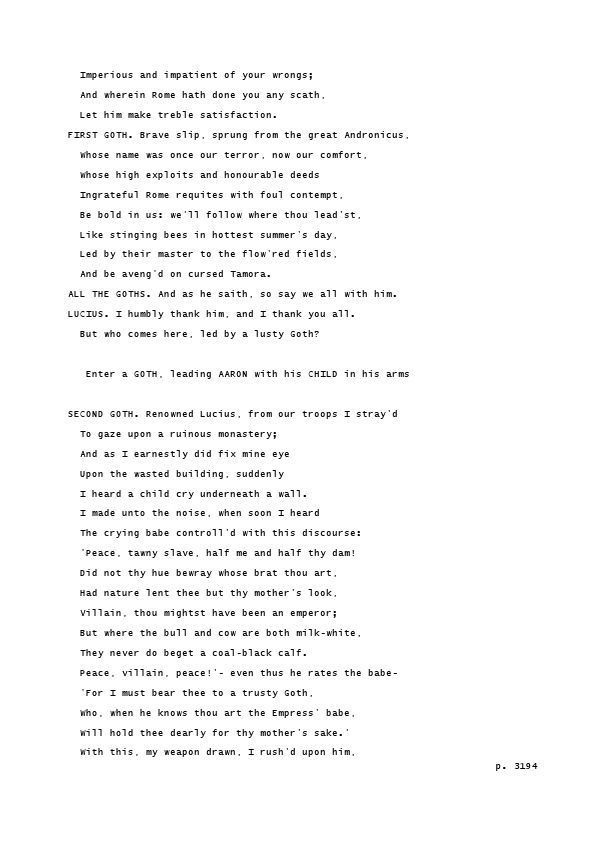 Imperious and impatient of your wrongs;
And wherein Rome hath done you any scath,
Let him make treble satisfaction.
FIRST GOTH. Brave slip, sprung from the great Andronicus,
Whose name was once our terror, now our comfort,
Whose high exploits and honourable deeds
Ingrateful Rome requites with foul contempt,
Be bold in us: we'll follow where thou lead'st,
Like stinging bees in hottest summer's day,
Led by their master to the flow'red fields,
And be aveng'd on cursed Tamora.
ALL THE GOTHS. And as he saith, so say we all with him.
LUCIUS. I humbly thank him, and I thank you all.
But who comes here, led by a lusty Goth?
Enter a GOTH, leading AARON with his CHILD in his arms
SECOND GOTH. Renowned Lucius, from our troops I stray'd
To gaze upon a ruinous monastery;
And as I earnestly did fix mine eye
Upon the wasted building, suddenly
I heard a child cry underneath a wall.
I made unto the noise, when soon I heard
The crying babe controll'd with this discourse:
'Peace, tawny slave, half me and half thy dam!
Did not thy hue bewray whose brat thou art,
Had nature lent thee but thy mother's look,
Villain, thou mightst have been an emperor;
But where the bull and cow are both milk-white,
They never do beget a coal-black calf.
Peace, villain, peace!'- even thus he rates the babe-
'For I must bear thee to a trusty Goth,
Who, when he knows thou art the Empress' babe,
Will hold thee dearly for thy mother's sake.'
With this, my weapon drawn, I rush'd upon him,
p. 3194